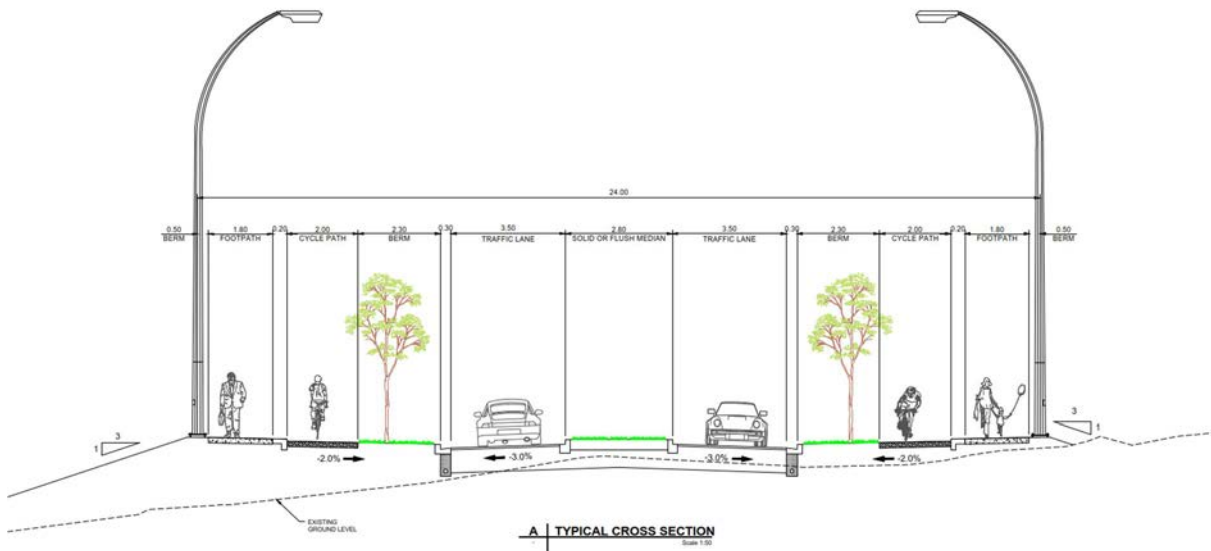 24.00
0.50 1.80 0.20 2.00 2.30 0.30 3.50 2.80 3.50 0.30 2.30 2.00 0.20 1.80 0.50
BERM FOOTPATH CYCLE PATH BERM TRAFFIC LANE SOLID OR FLUSH MEDIAN TRAFFIC LANE BERM CYCLE PATH FOOTPATH BERM
3
1
3
1
-2.0% -3.0% -3.0% -2.0%
EXISTING
GROUND LEVEL
A TYPICAL CROSS SECTION
- Scale 1:50